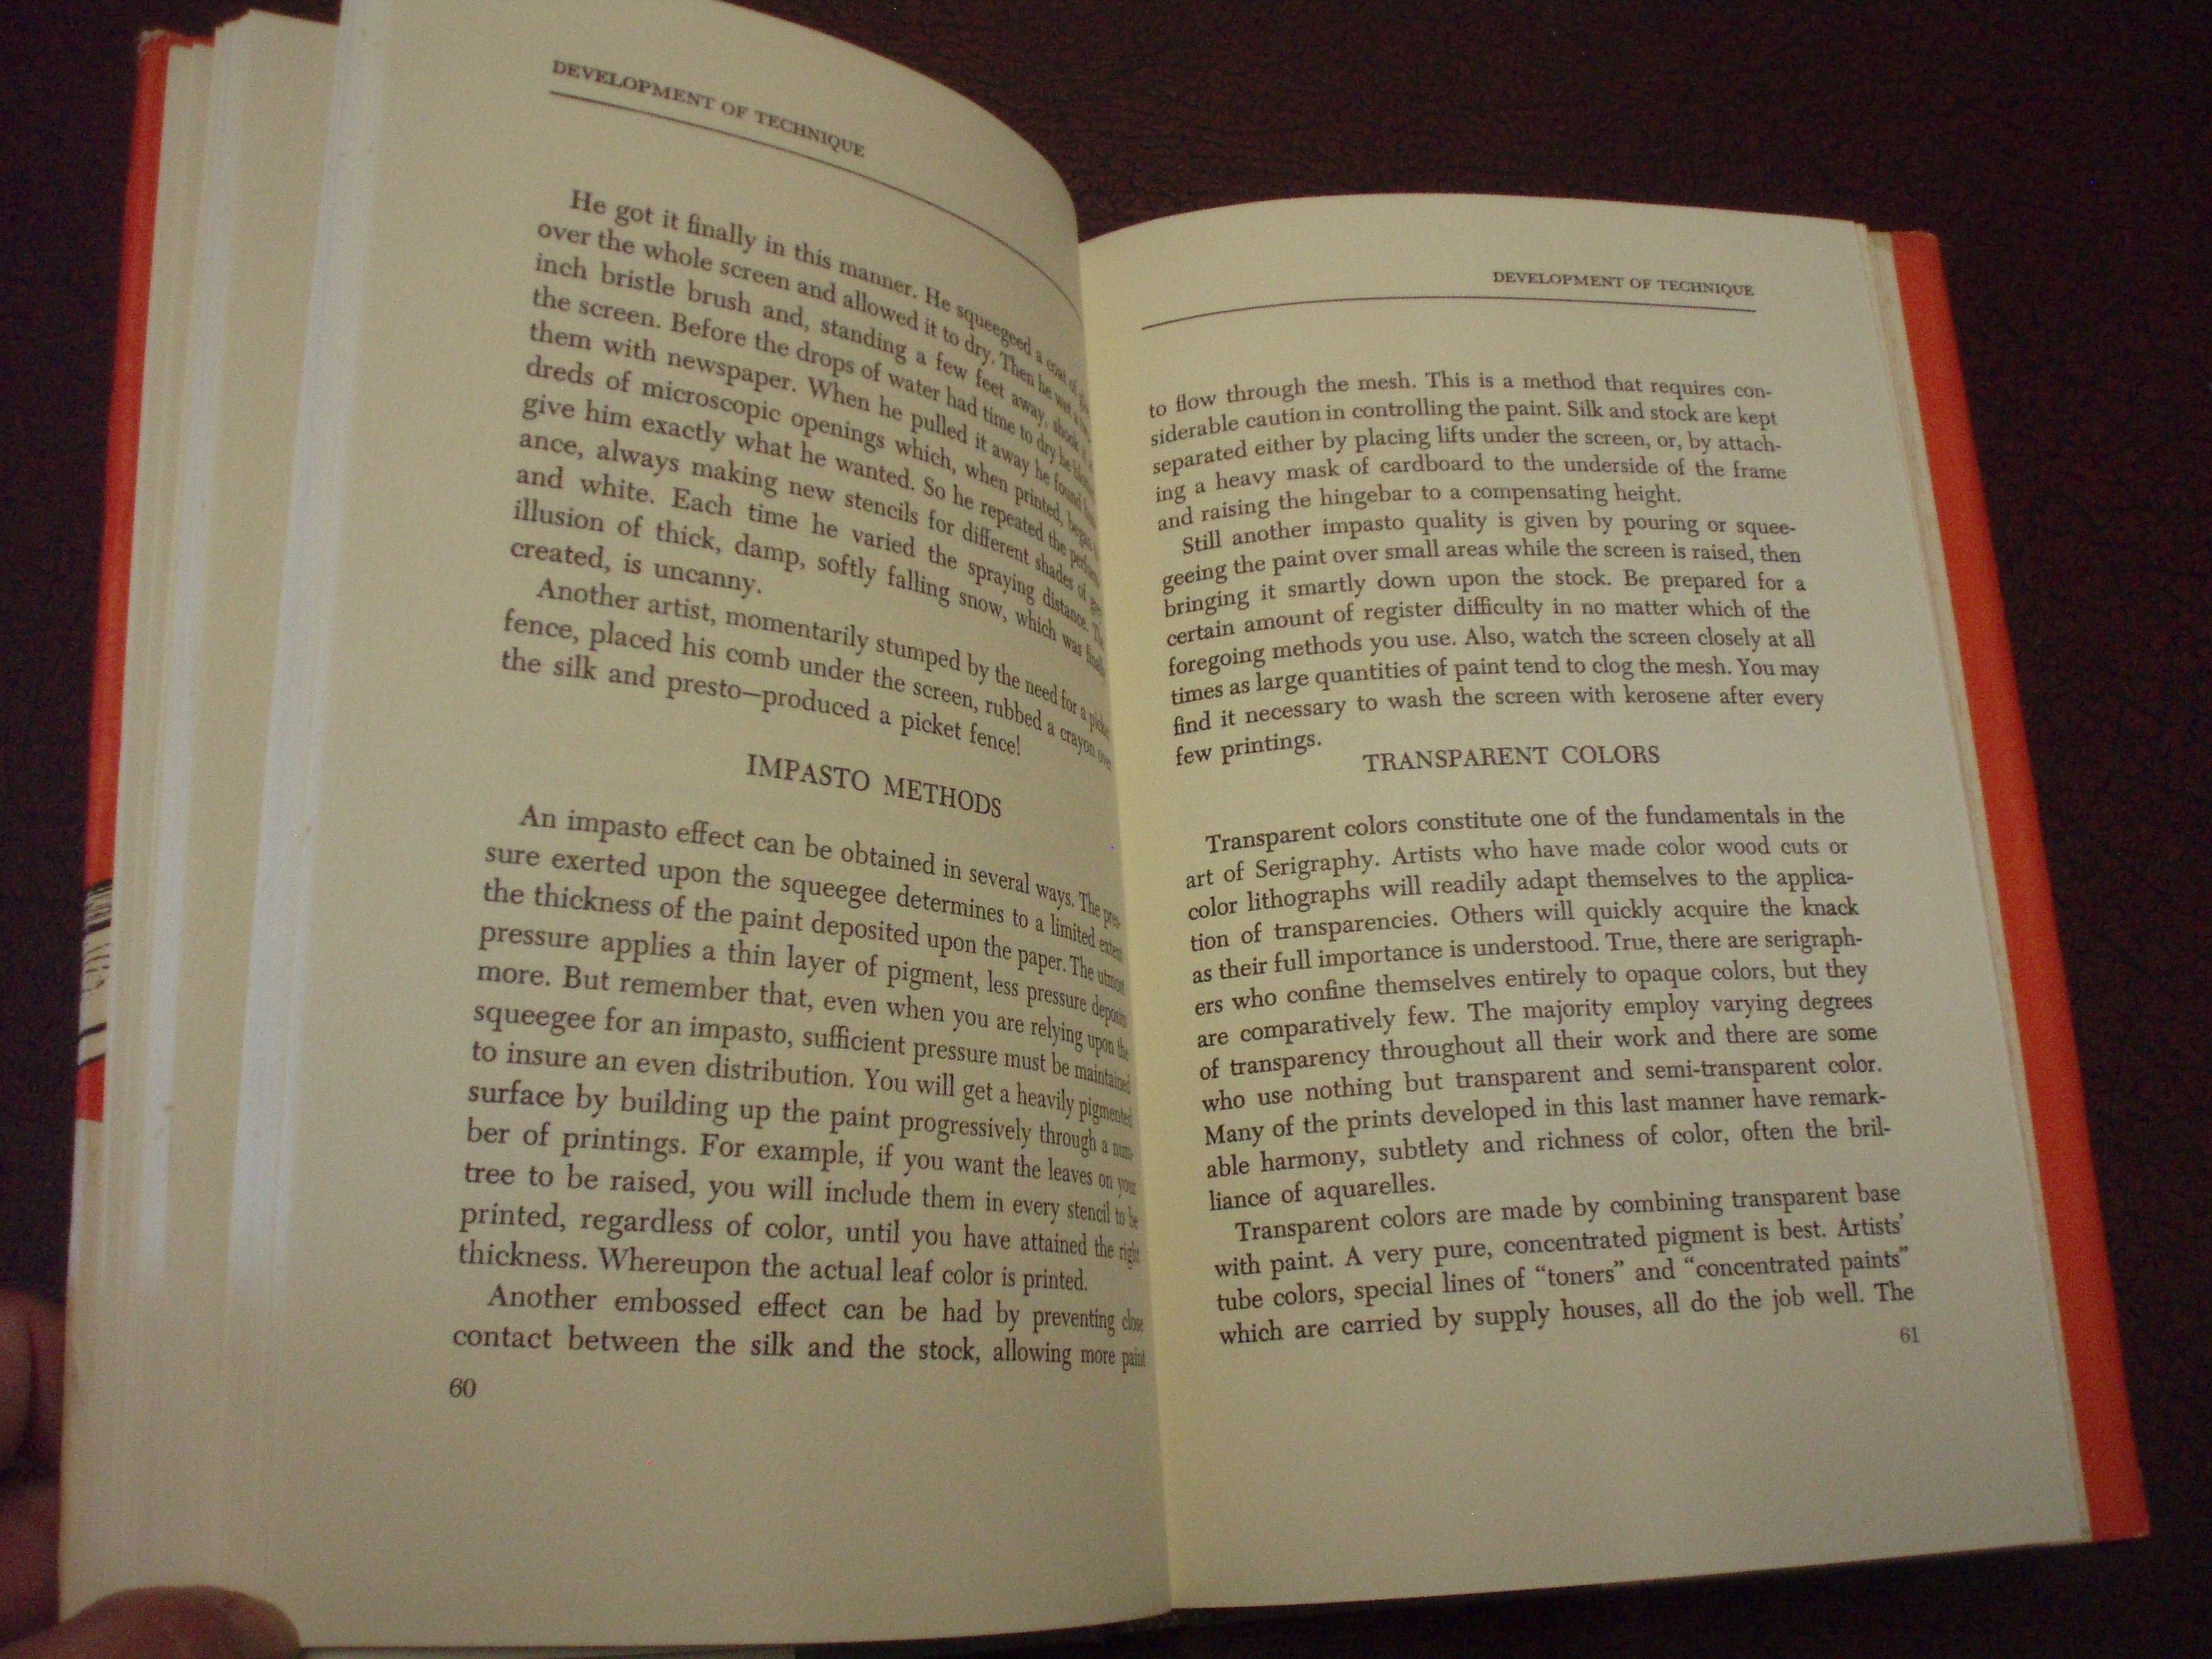 DEVELOPMENT OF TECHNIQUE
He got it finally in this manner. He squeegeed a coat of
over the whole screen and allowed it to dry. Then he wet a
inch bristle brush and, standing a few feet away, shook it
the screen. Before the drops of water had time to dry he
them with newspaper. When he pulled it away he found
dreds of microscopic openings which, when printed, began
give him exactly what he wanted. So he repeated the
ance, always making new stencils for different shades of
and white. Each time he varied the spraying distance. The
illusion of thick, damp, softly falling snow, which was finally
created, is uncanny.
Another artist, momentarily stumped by the need for a picket
fence, placed his comb under the screen, rubbed a crayon over
the silk and presto—produced a picket fence!
IMPASTO METHODS
An impasto effect can be obtained in several ways. The pres-
sure exerted upon the squeegee determines to a limited extent
the thickness of the paint deposited upon the paper. The utmost
pressure applies a thin layer of pigment, less pressure deposits
more. But remember that, even when you are relying upon the
squeegee for an impasto, sufficient pressure must be maintained
to insure an even distribution. You will get a heavily pigmented
surface by building up the paint progressively through a num-
ber of printings. For example, if you want the leaves on your
tree to be raised, you will include them in every stencil to be
printed, regardless of color, until you have attained the right
thickness. Whereupon the actual leaf color is printed.
Another embossed effect can be had by preventing close
contact between the silk and the stock, allowing more paint
60
DEVELOPMENT OF TECHNIQUE
to flow through the mesh. This is a method that requires con-
siderable caution in controlling the paint. Silk and stock are kept
separated either by placing lifts under the screen, or, by attach-
ing a heavy mask of cardboard to the underside of the frame
and raising the hingebar to a compensating height.
Still another impasto quality is given by pouring or squee-
geeing the paint over small areas while the screen is raised, then
bringing it smartly down upon the stock. Be prepared for a
certain amount of register difficulty in no matter which of the
foregoing methods you use. Also, watch the screen closely at all
times as large quantities of paint tend to clog the mesh. You may
find it necessary to wash the screen with kerosene after every
few printings.
TRANSPARENT COLORS
Transparent colors constitute one of the fundamentals in the
art of Serigraphy. Artists who have made color wood cuts or
color lithographs will readily adapt themselves to the applica-
tion of transparencies. Others will quickly acquire the knack
as their full importance is understood. True, there are serigraph-
ers who confine themselves entirely to opaque colors, but they
are comparatively few. The majority employ varying degrees
of transparency throughout all their work and there are some
who use nothing but transparent and semi-transparent color.
Many of the prints developed in this last manner have remark-
able harmony, subtlety and richness of color, often the bril-
liance of aquarelles.
Transparent colors are made by combining transparent base
with paint. A very pure, concentrated pigment is best. Artists'
tube colors, special lines of “toners” and “concentrated paints”
which are carried by supply houses, all do the job well. The
61